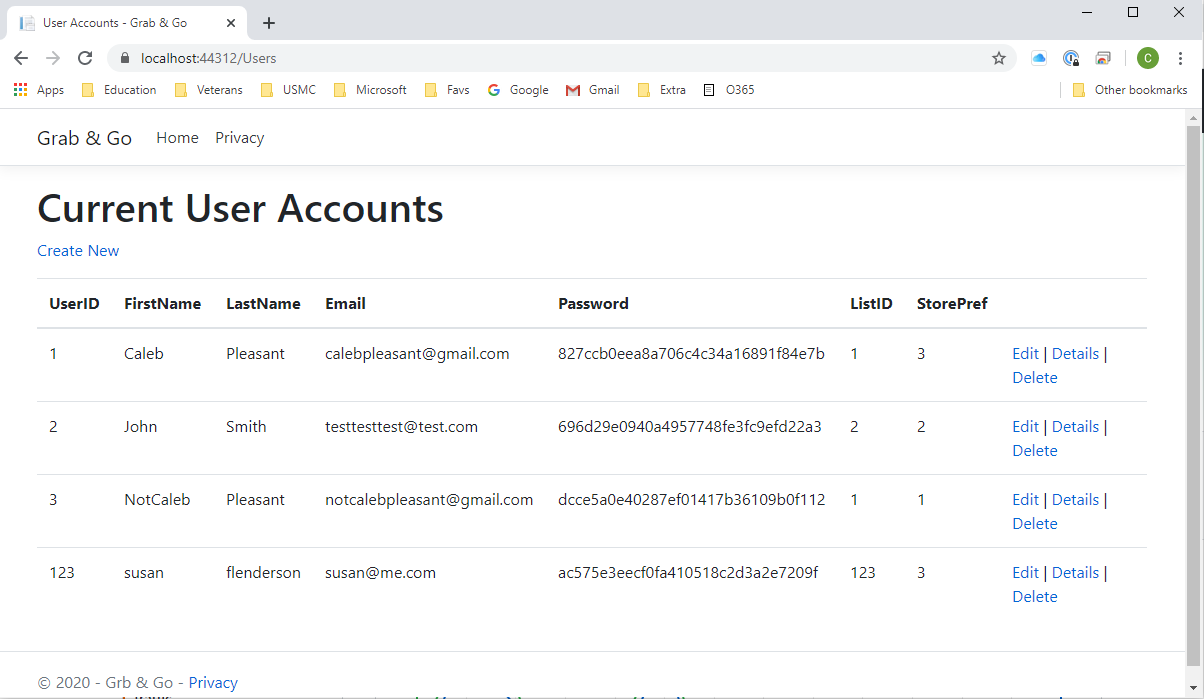 User Accounts - Grab & Go
localhost:44312/Users
C
Apps Education Veterans USMC Microsoft Favs Google Gmail Extra O365 Other bookmarks
Grab & Go Home Privacy
Current User Accounts
Create New
UserID FirstName LastName Email Password ListID StorePref
1 Caleb Pleasant calebpleasant@gmail.com 827ccb0eea8a706c4c34a16891f84e7b 1 3 Edit | Details |
Delete
2 John Smith testtesttest@test.com 696d29e0940a4957748fe3fc9efd22a3 2 2 Edit | Details |
Delete
3 NotCaleb Pleasant notcalebpleasant@gmail.com dcce5a0e40287ef01417b36109b0f112 1 1 Edit | Details |
Delete
123 susan flenderson susan@me.com ac575e3eecf0fa410518c2d3a2e7209f 123 3 Edit | Details |
Delete
© 2020 - Grb & Go - Privacy